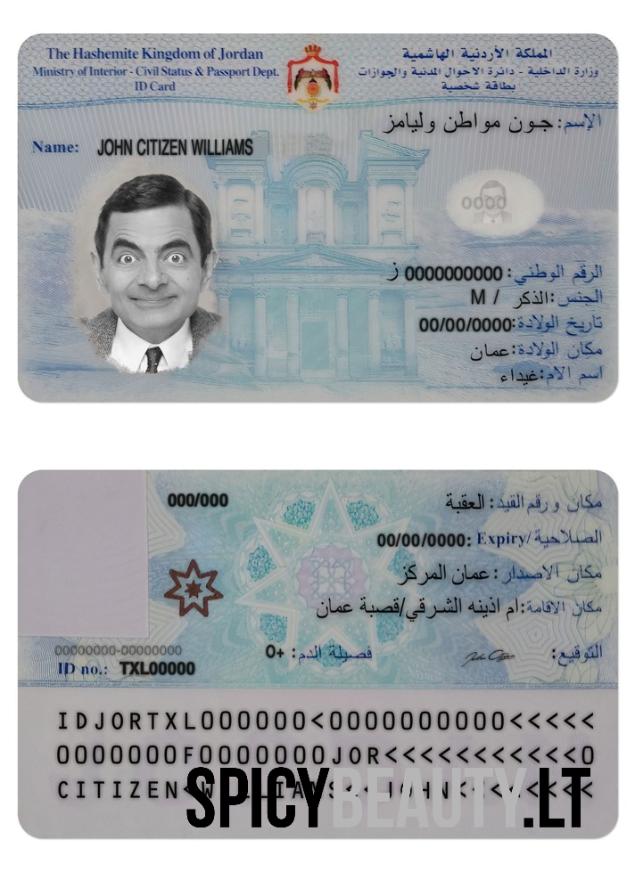 The Hashemite Kingdom of Jordan
Ministry of Interior - Civil Status & Passport Dept.
ID Card
المملكة الأردنية الهاشمية
وزارة الداخلية - دائرة الاحوال المدنية والجوازات
بطاقة شخصية
الإسم: جون مواطن وليامز
Name: JOHN CITIZEN WILLIAMS
0000
الرقم الوطني: 0000000000 ز
الجنس: الذكر / M
تاريخ الولادة: 00/00/0000
مكان الولادة: عمان
اسم الام: غيداء
مكان و رقم القيد: العقبة 000/000
الصلاحية /Expiry :00/00/0000
مكان الاصدار: عمان المركز
مكان الاقامة: ام اذينه الشرقي/قصبة عمان
التوقيع:
فصيلة الدم: +O
00000000-00000000
ID no.: TXL00000
IDJORTXL000000<0000000000<<<<<
0000000F0000000JOR<<<<<<<<<<<0
CITIZEN<WILLIAMS<<JOHN<<<<<<<<
SPICYBEAUTY.LT